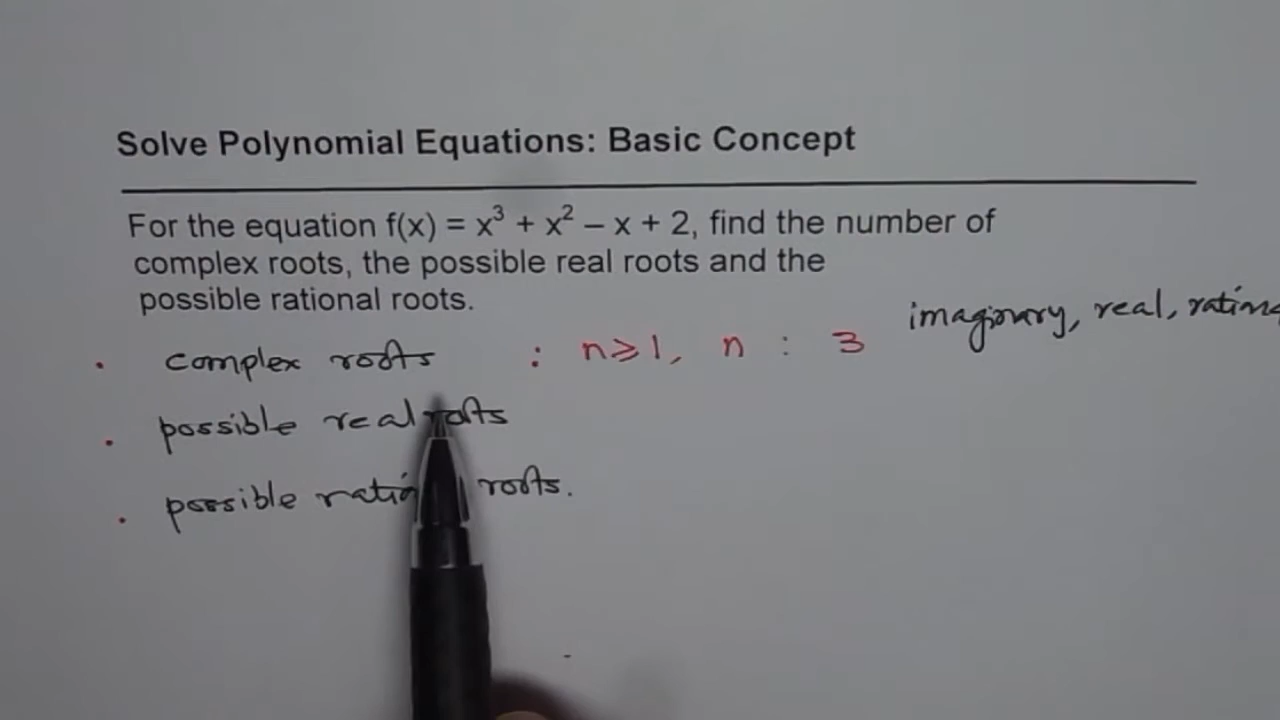 Solve Polynomial Equations: Basic Concept
For the equation f(x) = x³ + x² – x + 2, find the number of
complex roots, the possible real roots and the
possible rational roots.
imaginary, real,
• complex roots : n ≥ 1, n : 3
• possible real roots
• possible roots.